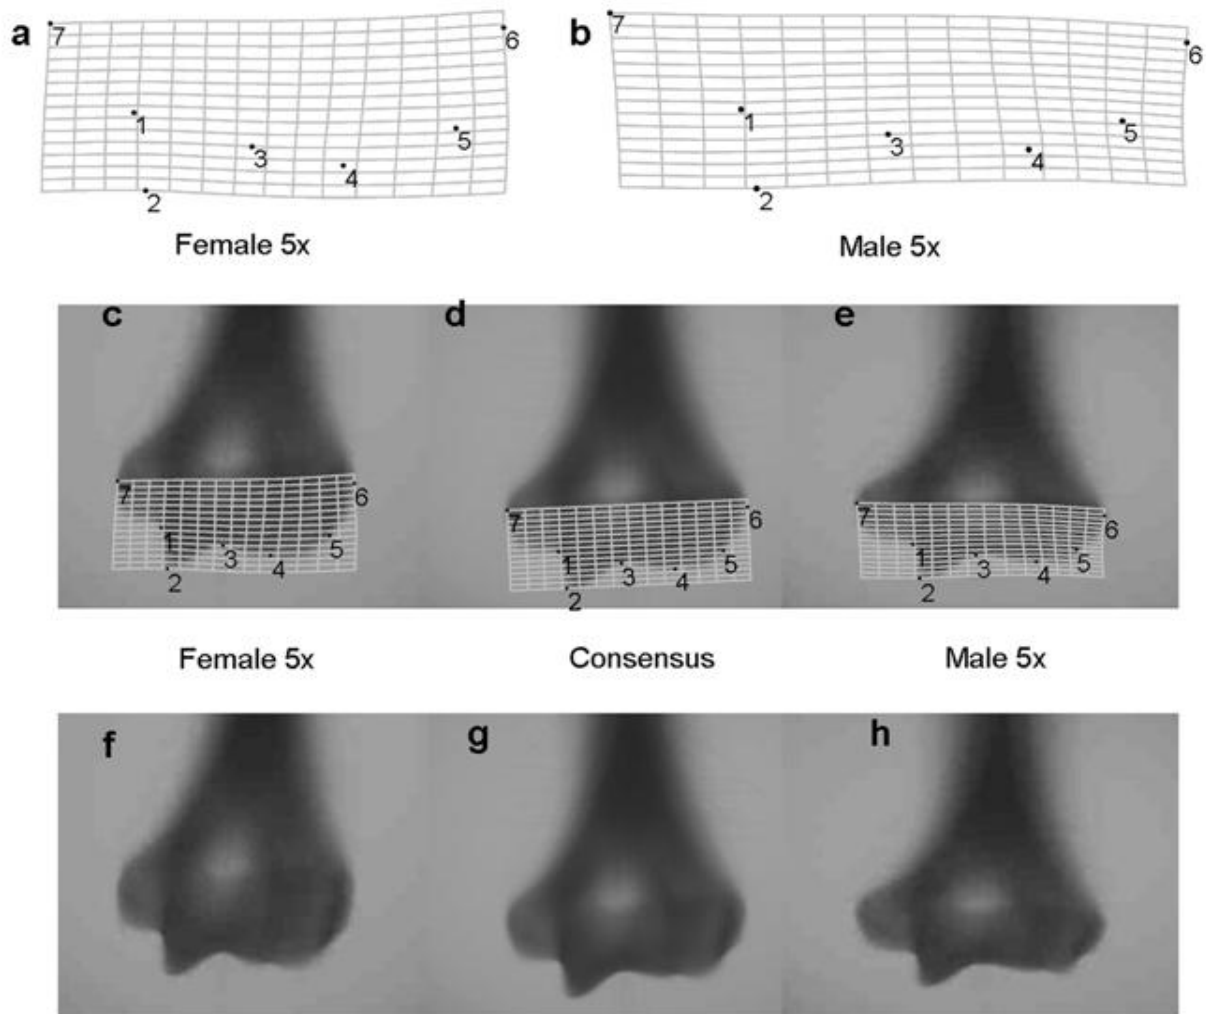 a b
7 6 7 6
1 3 4 5 2 1 3 4 5 2
Female 5x Male 5x
c d e
7 6 7 6 7 6
1 3 4 5 2 1 3 4 5 2 1 3 4 5 2
Female 5x Consensus Male 5x
f g h